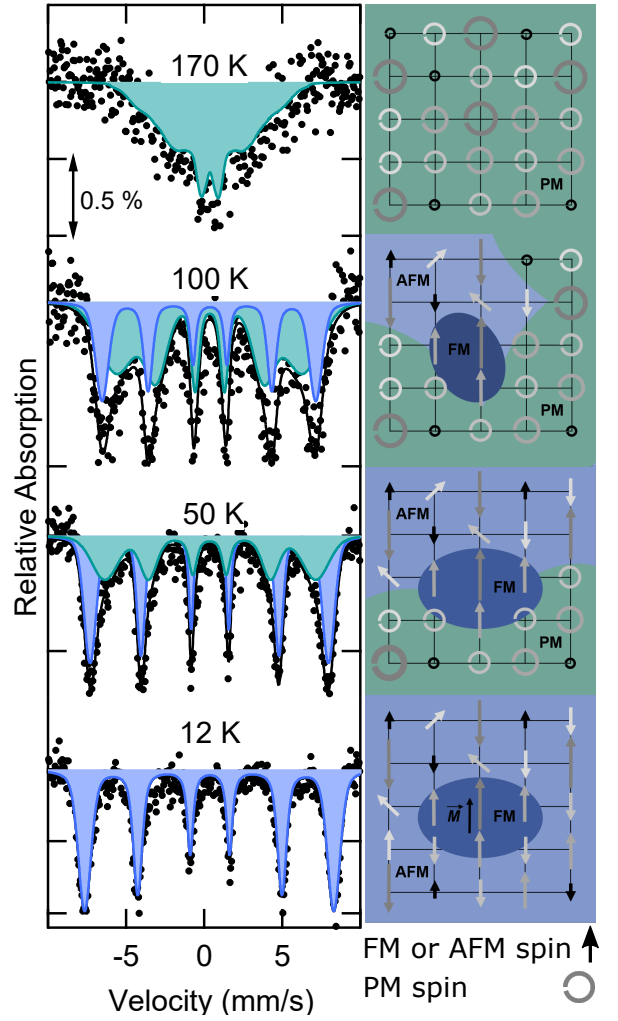 170 K
0.5 %
PM
100 K
AFM
FM
PM
50 K
AFM
FM
PM
12 K
M
FM
AFM
Relative Absorption
-5
0
5
Velocity (mm/s)
FM or AFM spin
PM spin